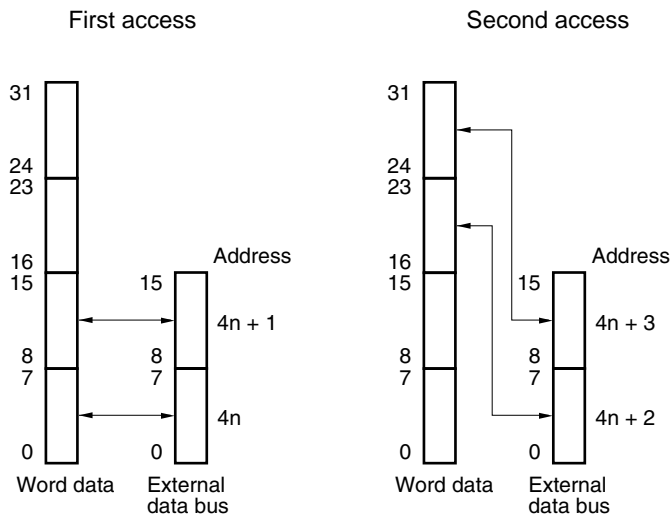 First access
31
24
23
16
15
8
7
0
Word data
Address
15
4n + 1
8
7
4n
0
External
data bus
Second access
31
24
23
16
15
8
7
0
Word data
Address
15
4n + 3
8
7
4n + 2
0
External
data bus